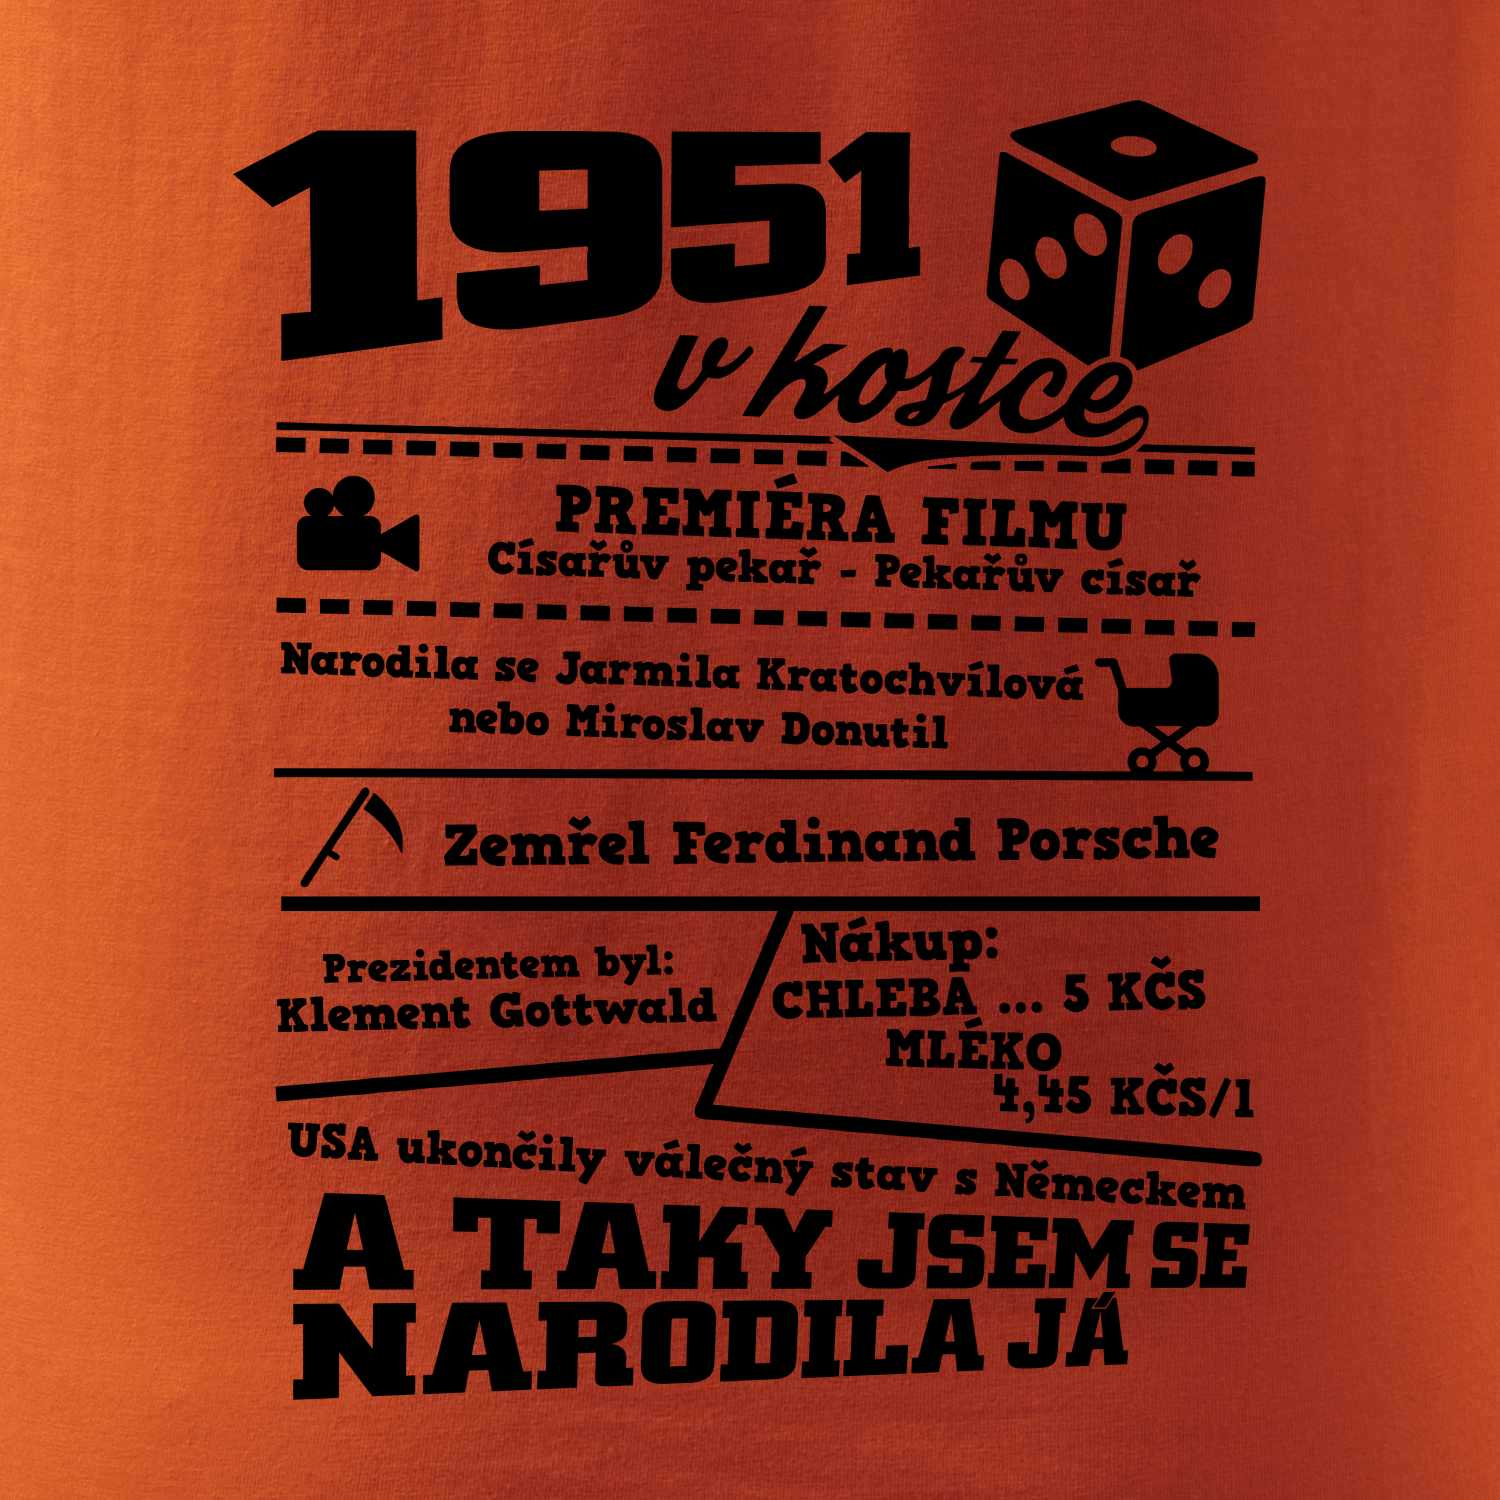 1951
v kostce
PREMIÉRA FILMU
Císařův pekař - Pekařův císař
Narodila se Jarmila Kratochvílová
nebo Miroslav Donutil
Zemřel Ferdinand Porsche
Prezidentem byl:
Klement Gottwald
Nákup:
CHLEBA ... 5 KČS
MLÉKO
4,45 KČS/l
USA ukončily válečný stav s Německem
A TAKY JSEM SE
NARODILA JÁ